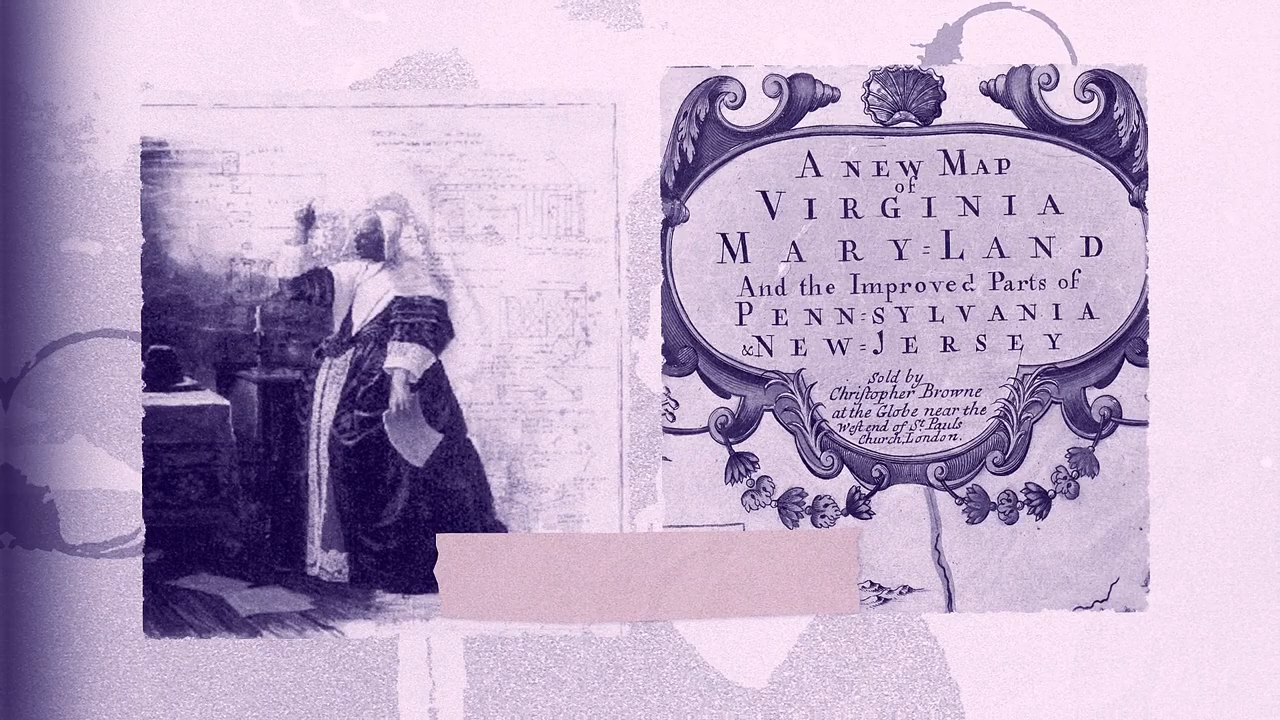 A NEW MAP
of
VIRGINIA
MARY=LAND
And the Improved Parts of
PENN=SYLVANIA
& NEW=JERSEY
Sold by
Chriſtopher Browne
at the Globe near the
Weſt end of St. Pauls
Church, London.